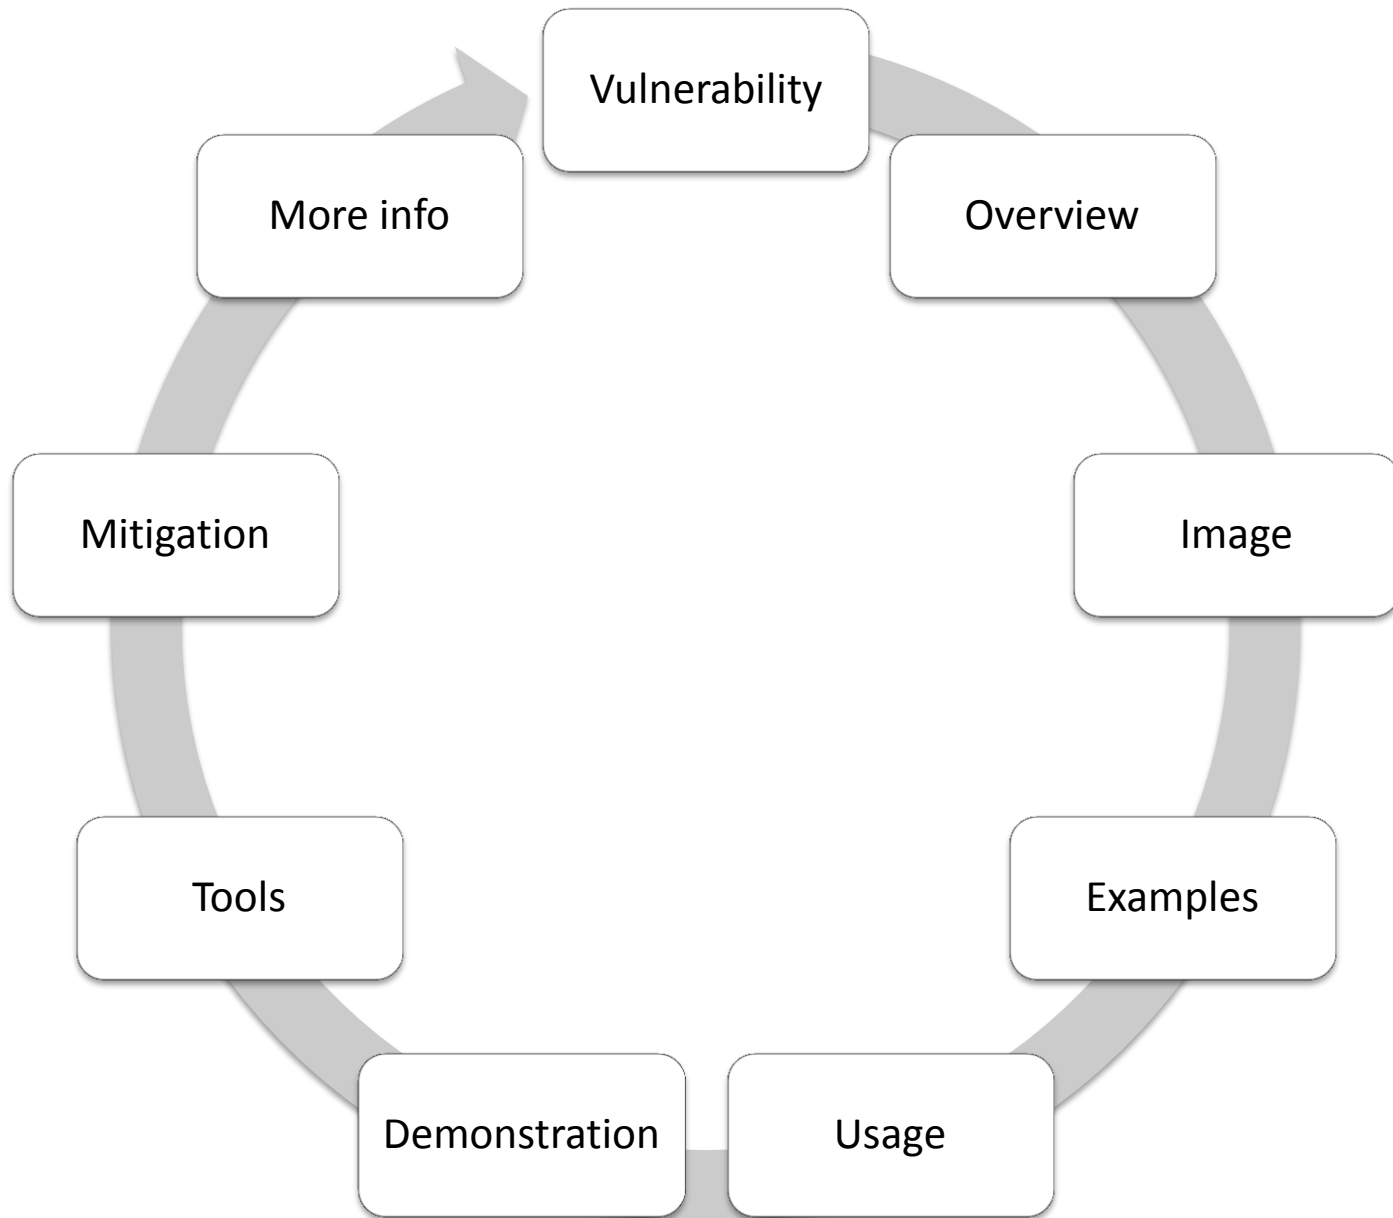 Vulnerability
Overview
Image
Examples
Usage
Demonstration
Tools
Mitigation
More info